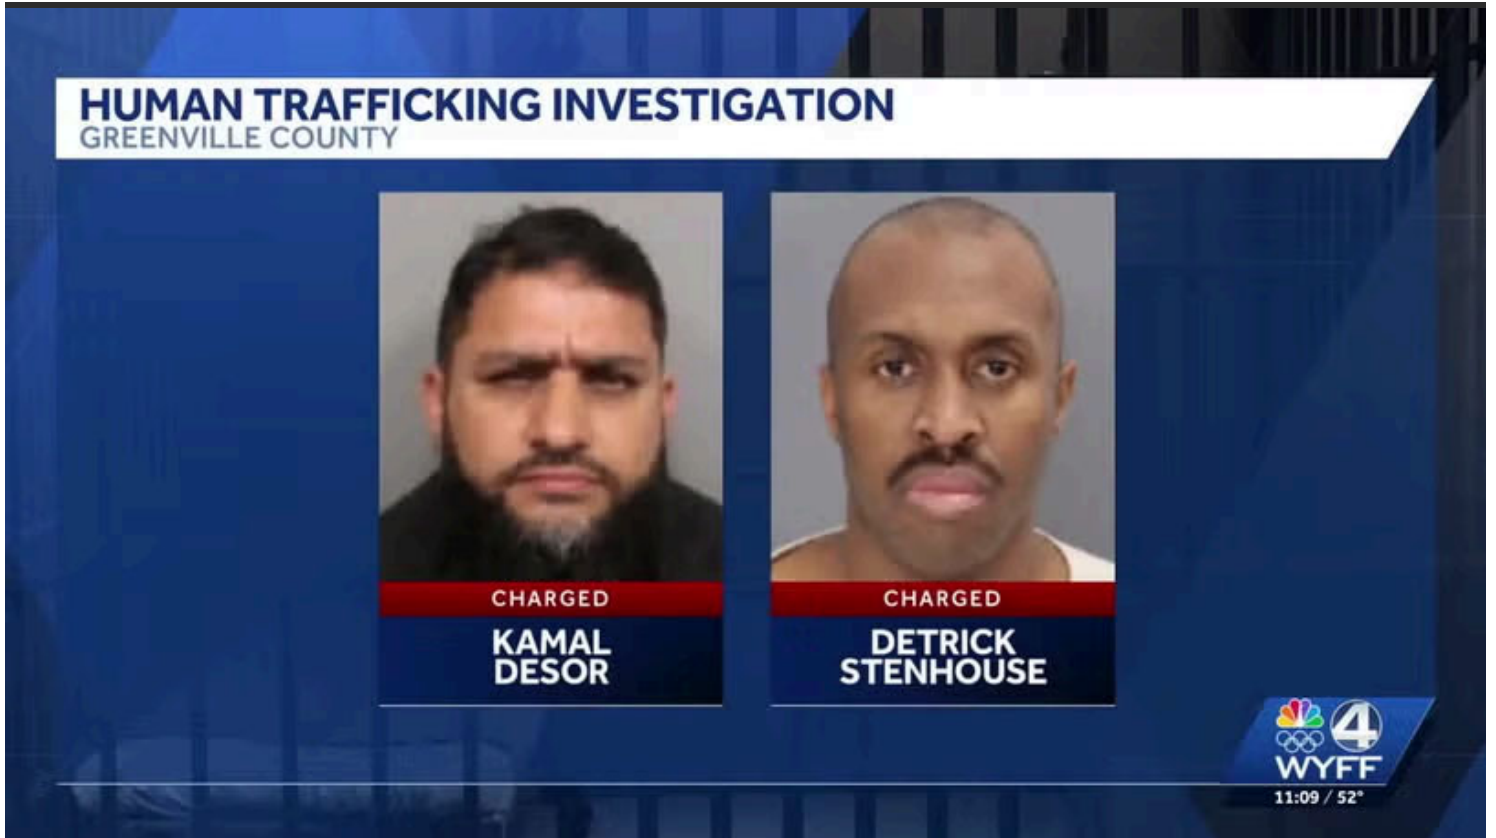 HUMAN TRAFFICKING INVESTIGATION
GREENVILLE COUNTY
CHARGED
KAMAL
DESOR
CHARGED
DETRICK
STENHOUSE
4
WYFF
11:09 / 52°